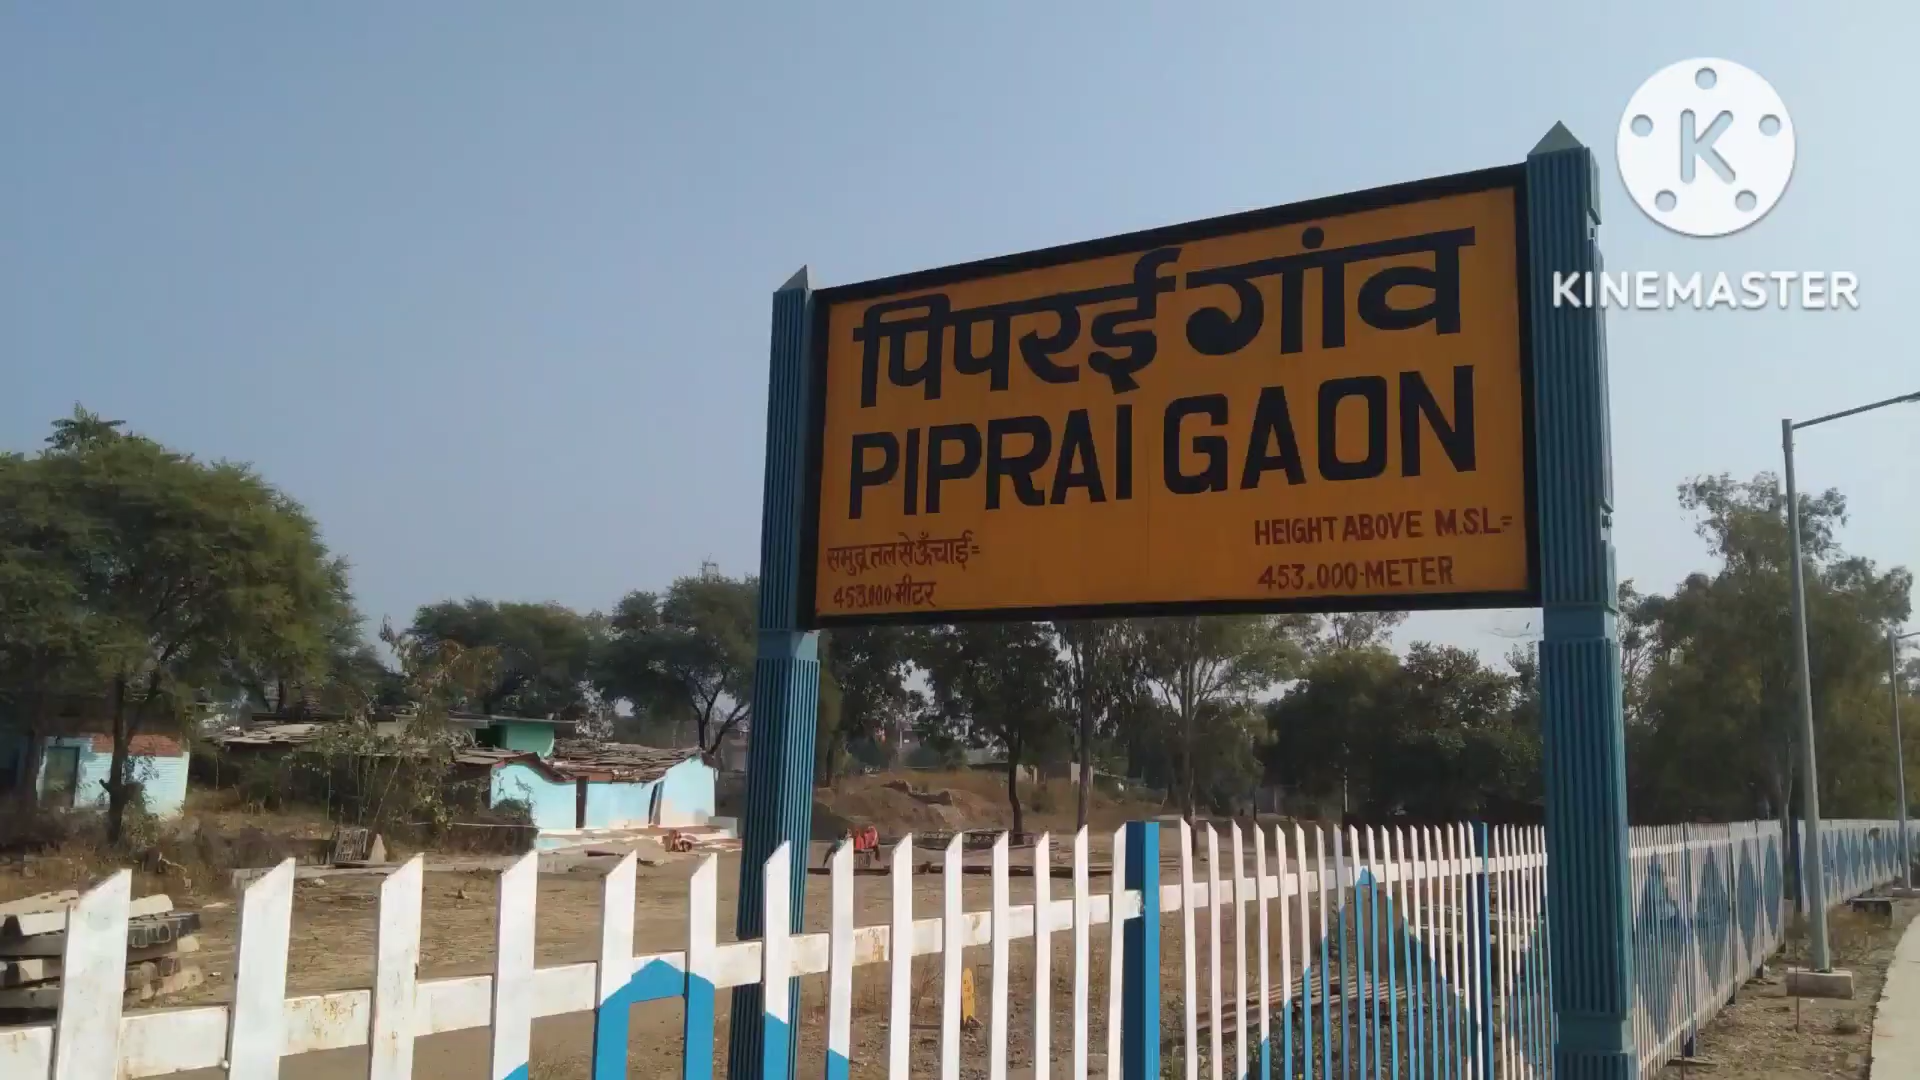 पिपरई गांव
PIPRAI GAON
समुद्र तल से ऊँचाई=
453.000-मीटर
HEIGHT ABOVE M.S.L=
453.000-METER
K
KINEMASTER